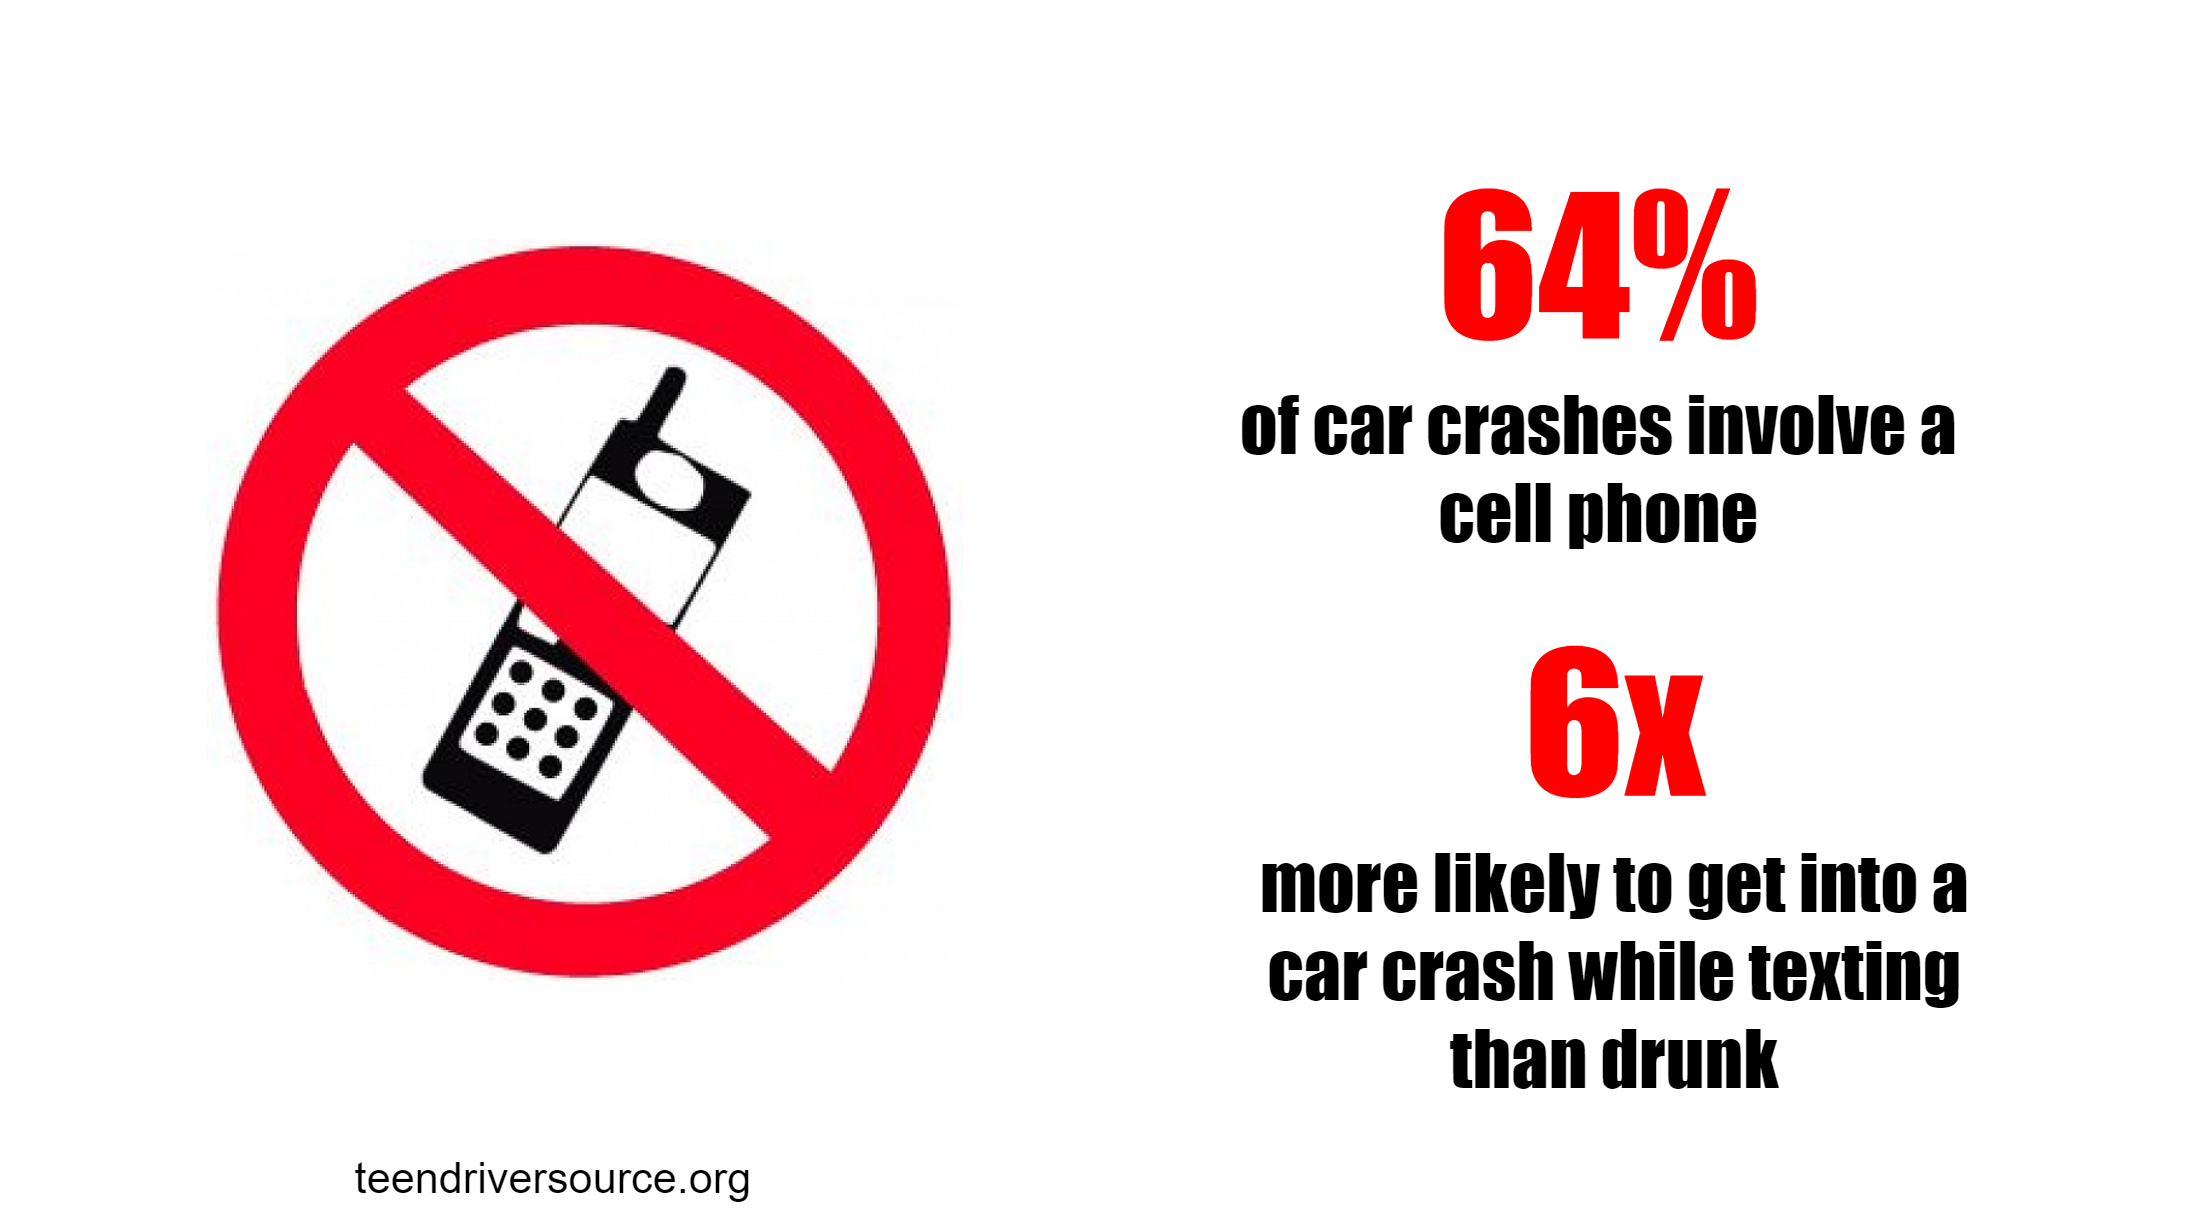 64%
of car crashes involve a
cell phone
6x
more likely to get into a
car crash while texting
than drunk
teendriversource.org